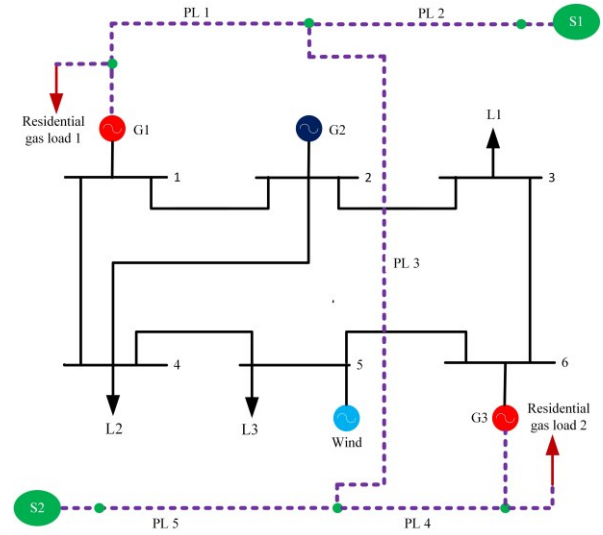 PL 1
PL 2
S1
Residential
gas load 1
G1
G2
L1
1
2
3
PL 3
4
5
6
L2
L3
Wind
G3
Residential
gas load 2
S2
PL 5
PL 4